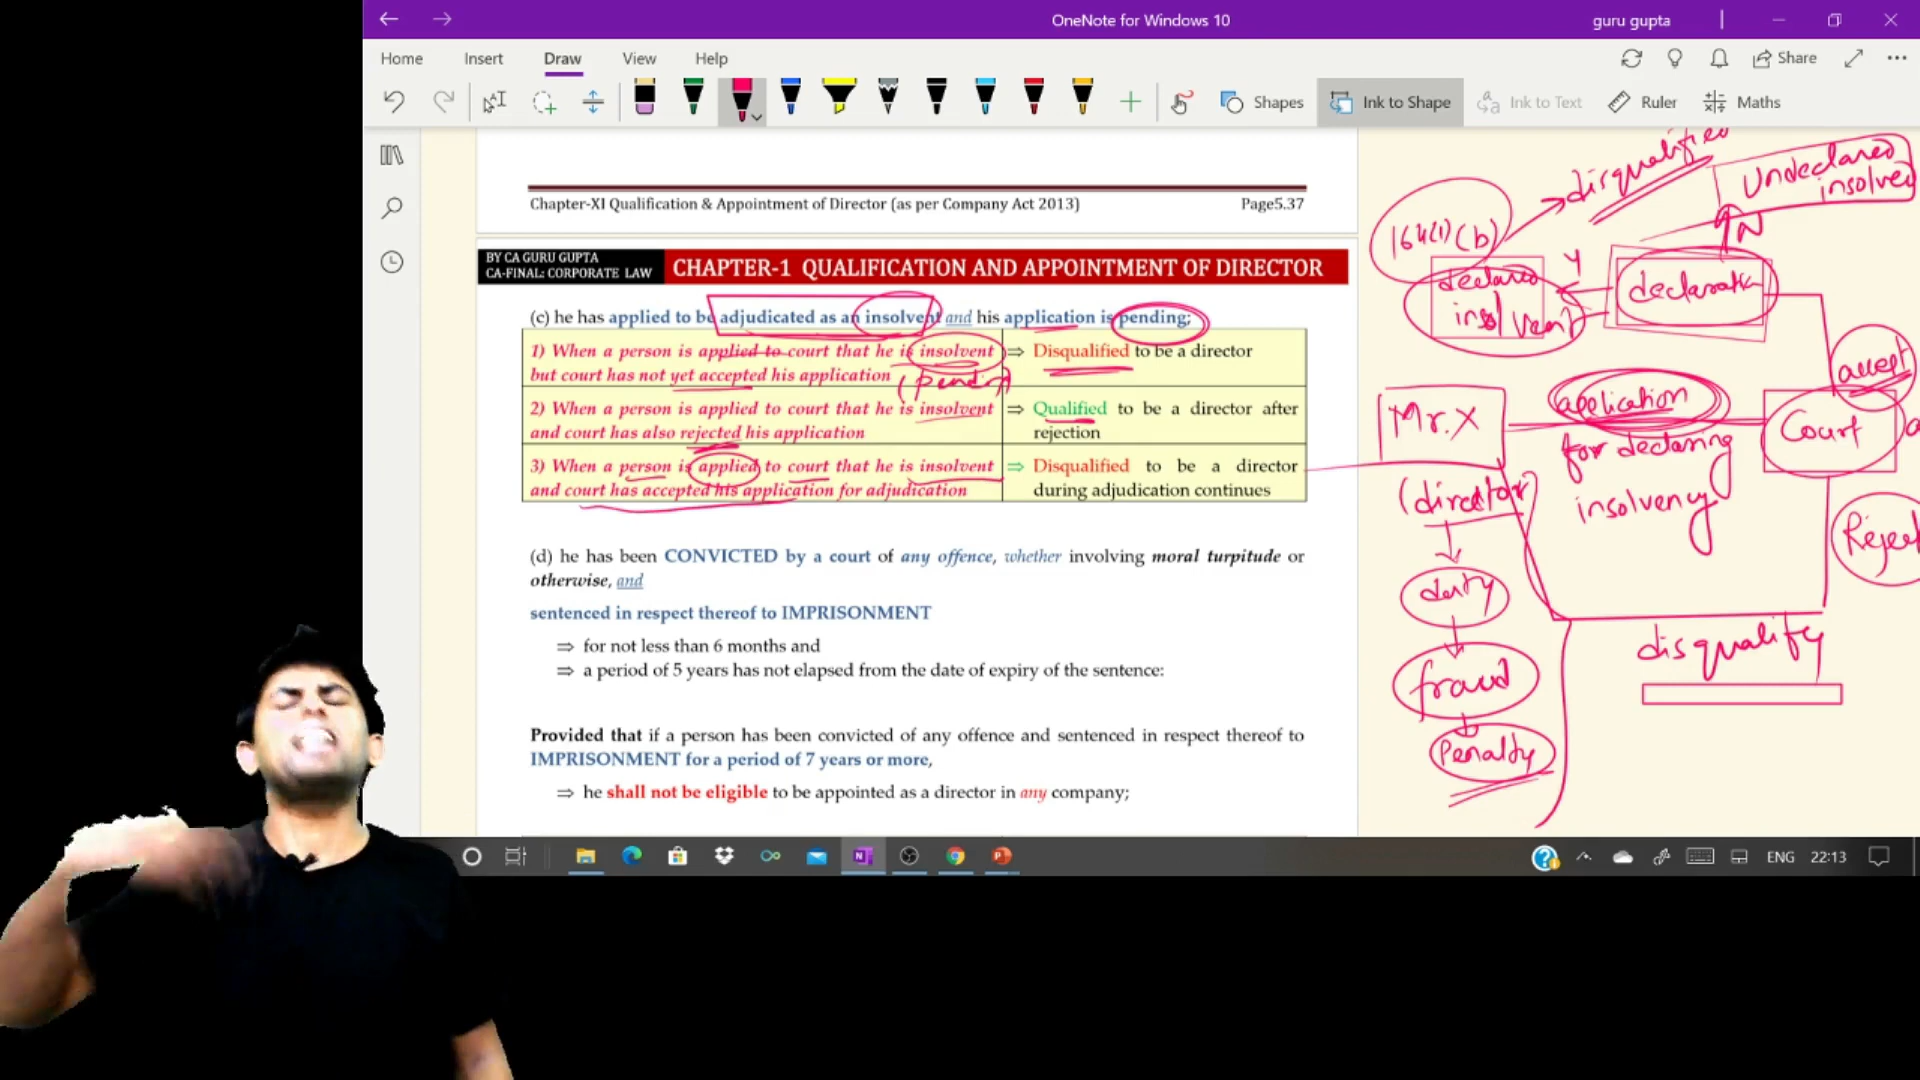 OneNote for Windows 10
guru gupta
Home
Insert
Draw
View
Help
Share
Shapes
Ink to Shape
Ink to Text
Ruler
Maths
Chapter-XI Qualification & Appointment of Director (as per Company Act 2013)
Page5.37
BY CA GURU GUPTA
CA-FINAL: CORPORATE LAW
CHAPTER-1 QUALIFICATION AND APPOINTMENT OF DIRECTOR
(c) he has applied to be adjudicated as an insolvent and his application is pending;
1) When a person is applied to court that he is insolvent
but court has not yet accepted his application
(pending)
⇒ Disqualified to be a director
2) When a person is applied to court that he is insolvent
and court has also rejected his application
⇒ Qualified to be a director after
rejection
3) When a person is applied to court that he is insolvent
and court has accepted his application for adjudication
⇒ Disqualified to be a director
during adjudication continues
(d) he has been CONVICTED by a court of any offence, whether involving moral turpitude or
otherwise, and
sentenced in respect thereof to IMPRISONMENT
⇒ for not less than 6 months and
⇒ a period of 5 years has not elapsed from the date of expiry of the sentence:
Provided that if a person has been convicted of any offence and sentenced in respect thereof to
IMPRISONMENT for a period of 7 years or more,
⇒ he shall not be eligible to be appointed as a director in any company;
disqualified
Undeclared
insolven
164(1)(b)
N
Y
declared
insolvent
declaration
accept
Mr. X
application
for declaring
insolvency
Court
(director)
Reject
duty
fraud
Penalty
disqualify
ENG
22:13